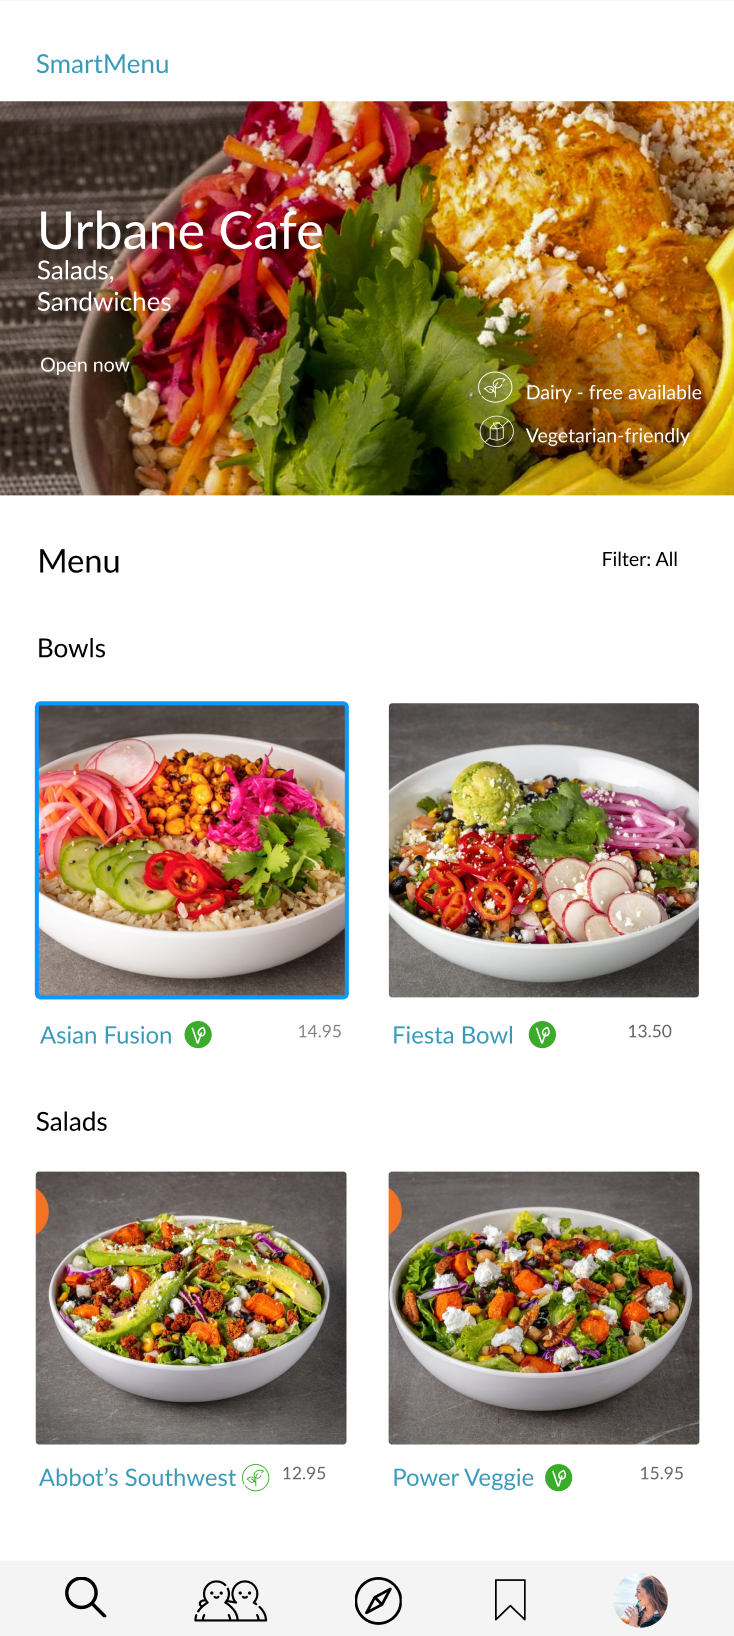 SmartMenu
Urbane Cafe
Salads,
Sandwiches
Open now
Dairy - free available
Vegetarian-friendly
Menu
Filter: All
Bowls
Asian Fusion
14.95
Fiesta Bowl
13.50
Salads
Abbot’s Southwest
12.95
Power Veggie
15.95